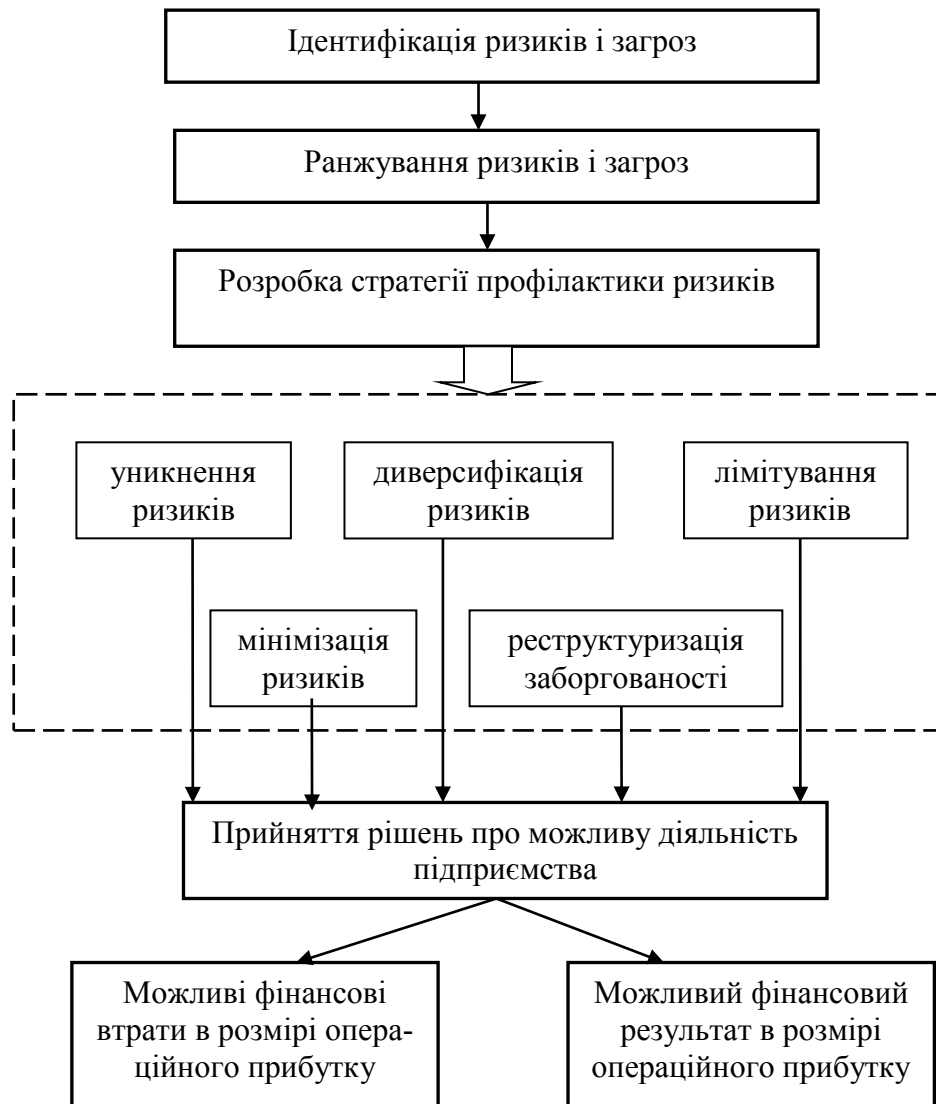 Ідентифікація ризиків і загроз
Ранжування ризиків і загроз
Розробка стратегії профілактики ризиків
уникнення
ризиків
диверсифікація
ризиків
лімітування
ризиків
мінімізація
ризиків
реструктуризація
заборгованості
Прийняття рішень про можливу діяльність
підприємства
Можливі фінансові
втрати в розмірі опера-
ційного прибутку
Можливий фінансовий
результат в розмірі
операційного прибутку